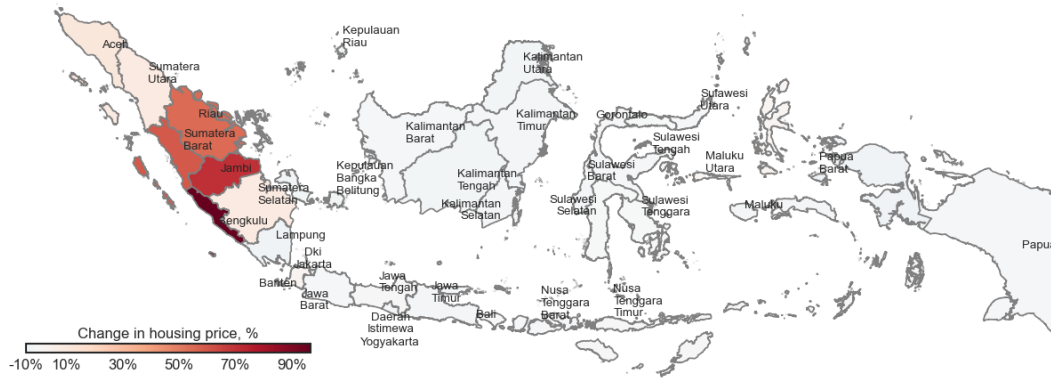 Kepulauan
Riau
Aceh
Kalimantan
Utara
Sumatera
Utara
Sulawesi
Utara
Riau
Gorontalo
Kalimantan
Timur
Kalimantan
Barat
Sumatera
Barat
Sulawesi
Tengah
Maluku
Utara
Papua
Barat
Jambi
Kepulauan
Bangka
Belitung
Sulawesi
Barat
Kalimantan
Tengah
Sumatera
Selatan
Sulawesi
Selatan
Kalimantan
Selatan
Sulawesi
Tenggara
Maluku
Bengkulu
Lampung
Papua
Dki
Jakarta
Banten
Jawa
Tengah
Jawa
Barat
Jawa
Timur
Nusa
Tenggara
Barat
Nusa
Tenggara
Timur
Bali
Daerah
Istimewa
Yogyakarta
Change in housing price, %
-10% 10% 30% 50% 70% 90%